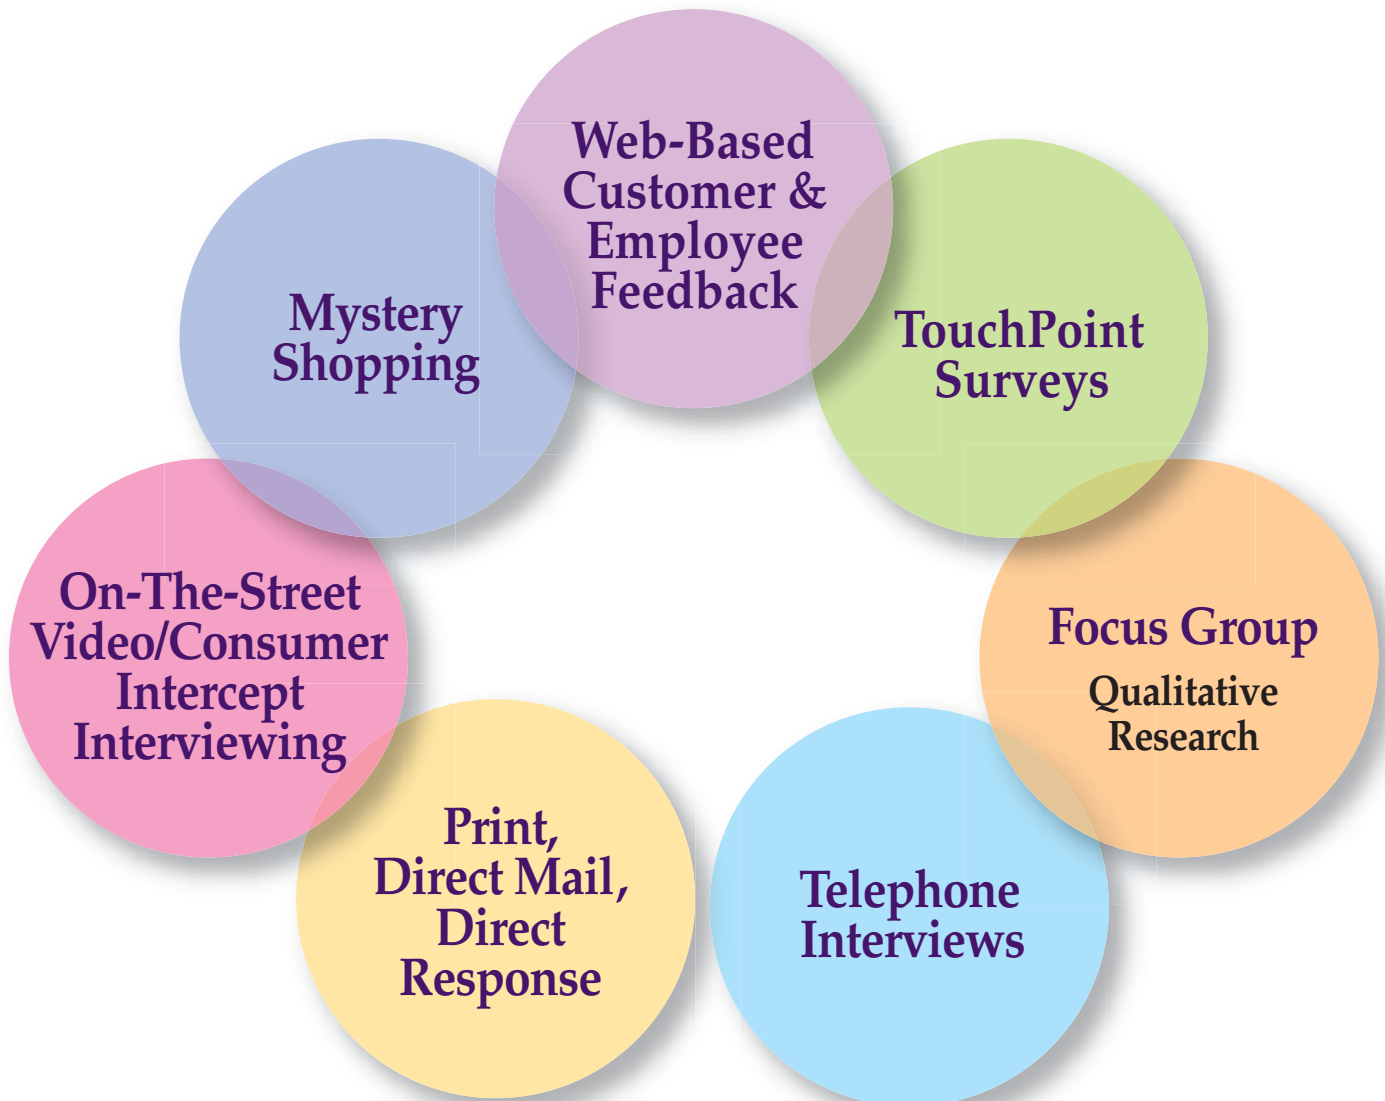 Web-Based
Customer &
Employee
Feedback
Mystery
Shopping
TouchPoint
Surveys
On-The-Street
Video/Consumer
Intercept
Interviewing
Focus Group
Qualitative
Research
Print,
Direct Mail,
Direct
Response
Telephone
Interviews